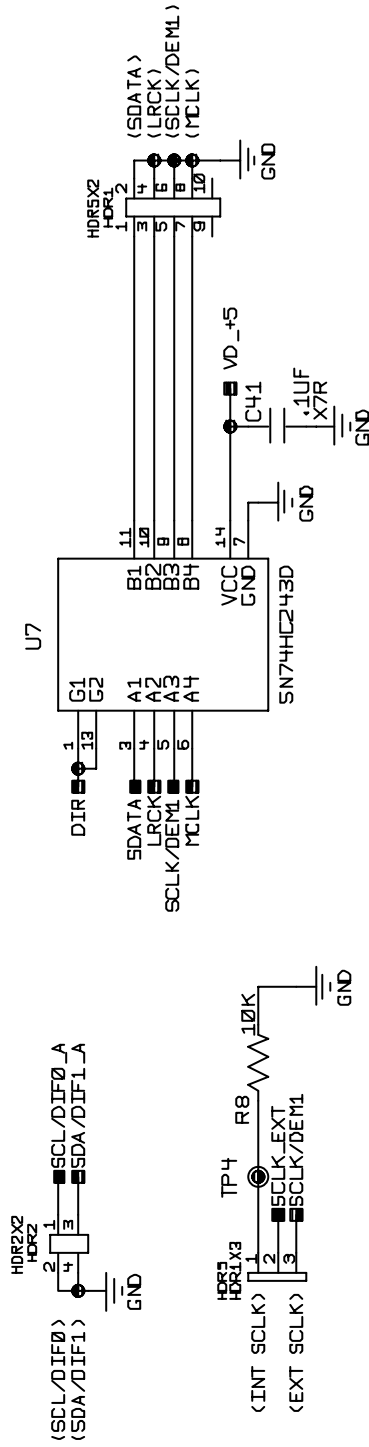 (SDATA)
(LRCK)
(SCLK/DEM1)
(MCLK)
HDR5X2
HDR1
1 2
3 4
5 6
7 8
9 10
GND
VD_+5
C41
.1UF
X7R
GND
GND
U7
SN74HC243D
DIR
1 G1
13 G2
SDATA 3 A1
LRCK 4 A2
SCLK/DEM1 5 A3
MCLK 6 A4
B1 11
B2 10
B3 9
B4 8
VCC 14
GND 7
HDR2X2
HDR2
(SCL/DIF0) 2 1 SCL/DIF0_A
(SDA/DIF1) 4 3 SDA/DIF1_A
GND
HDR1X3
(INT SCLK)
(EXT SCLK)
1
2 SCLK_EXT
3 SCLK/DEM1
TP4
R8
10K
GND